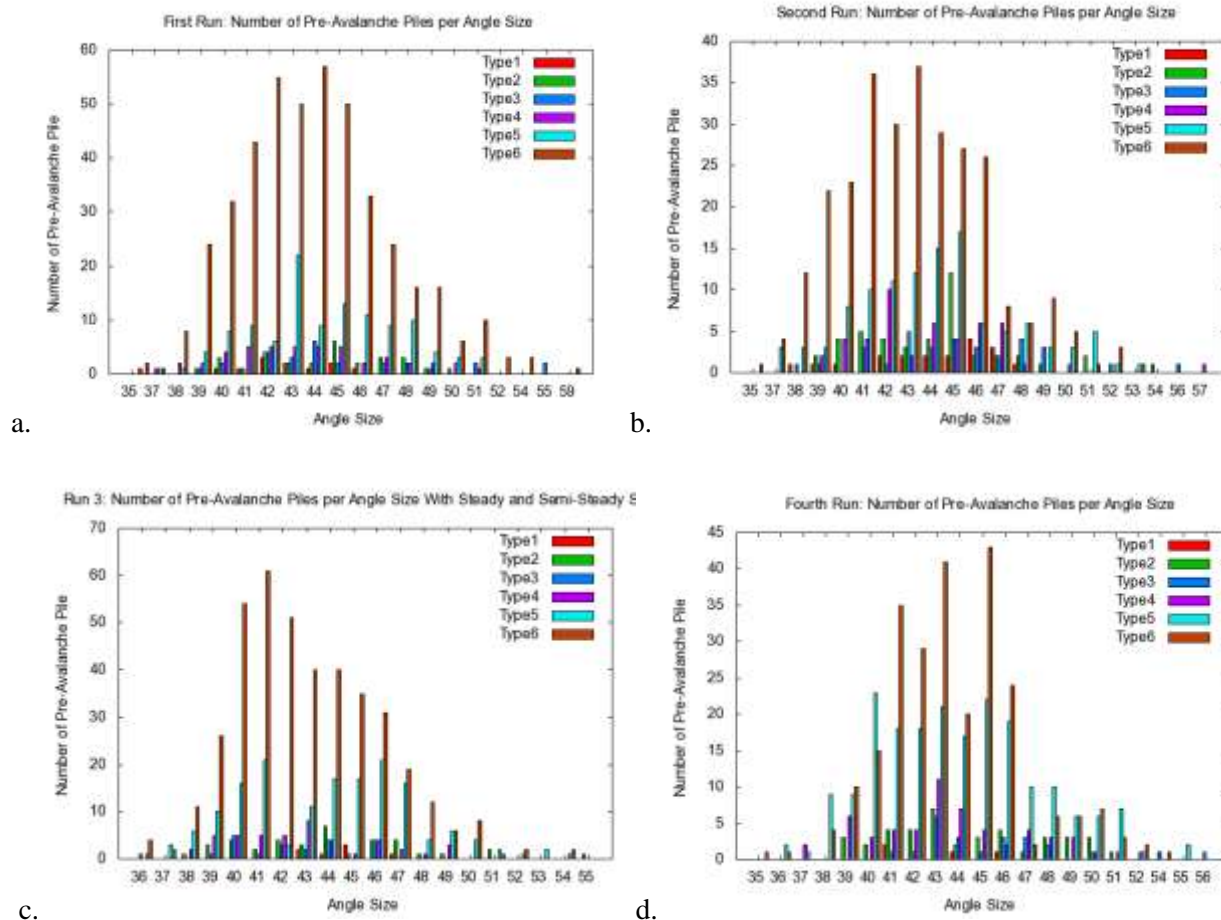 First Run: Number of Pre-Avalanche Piles per Angle Size
Number of Pre-Avalanche Pile
60
50
40
30
20
10
0
Type1
Type2
Type3
Type4
Type5
Type6
35 37 38 39 40 41 42 43 44 45 46 47 48 49 50 51 52 54 55 59
Angle Size
a.
Second Run: Number of Pre-Avalanche Piles per Angle Size
Number of Pre-Avalanche Pile
40
35
30
25
20
15
10
5
0
Type1
Type2
Type3
Type4
Type5
Type6
35 37 38 39 40 41 42 43 44 45 46 47 48 49 50 51 52 53 54 56 57
Angle Size
b.
Run 3: Number of Pre-Avalanche Piles per Angle Size With Steady and Semi-Steady S
Number of Pre-Avalanche Pile
70
60
50
40
30
20
10
0
Type1
Type2
Type3
Type4
Type5
Type6
36 37 38 39 40 41 42 43 44 45 46 47 48 49 50 51 52 53 54 55
Angle Size
c.
Fourth Run: Number of Pre-Avalanche Piles per Angle Size
Number of Pre-Avalanche Pile
45
40
35
30
25
20
15
10
5
0
Type1
Type2
Type3
Type4
Type5
Type6
35 36 37 38 39 40 41 42 43 44 45 46 47 48 49 50 51 52 53 54 55 56
Angle Size
d.